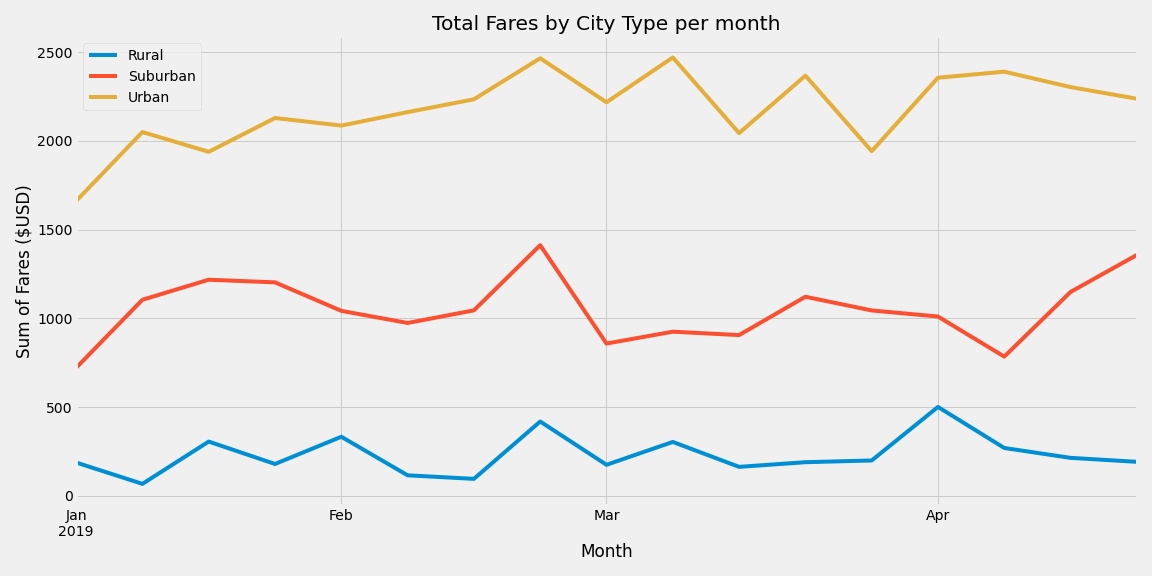 Total Fares by City Type per month
Rural
Suburban
Urban
Sum of Fares ($USD)
2500
2000
1500
1000
500
0
Jan
2019
Feb
Mar
Apr
Month